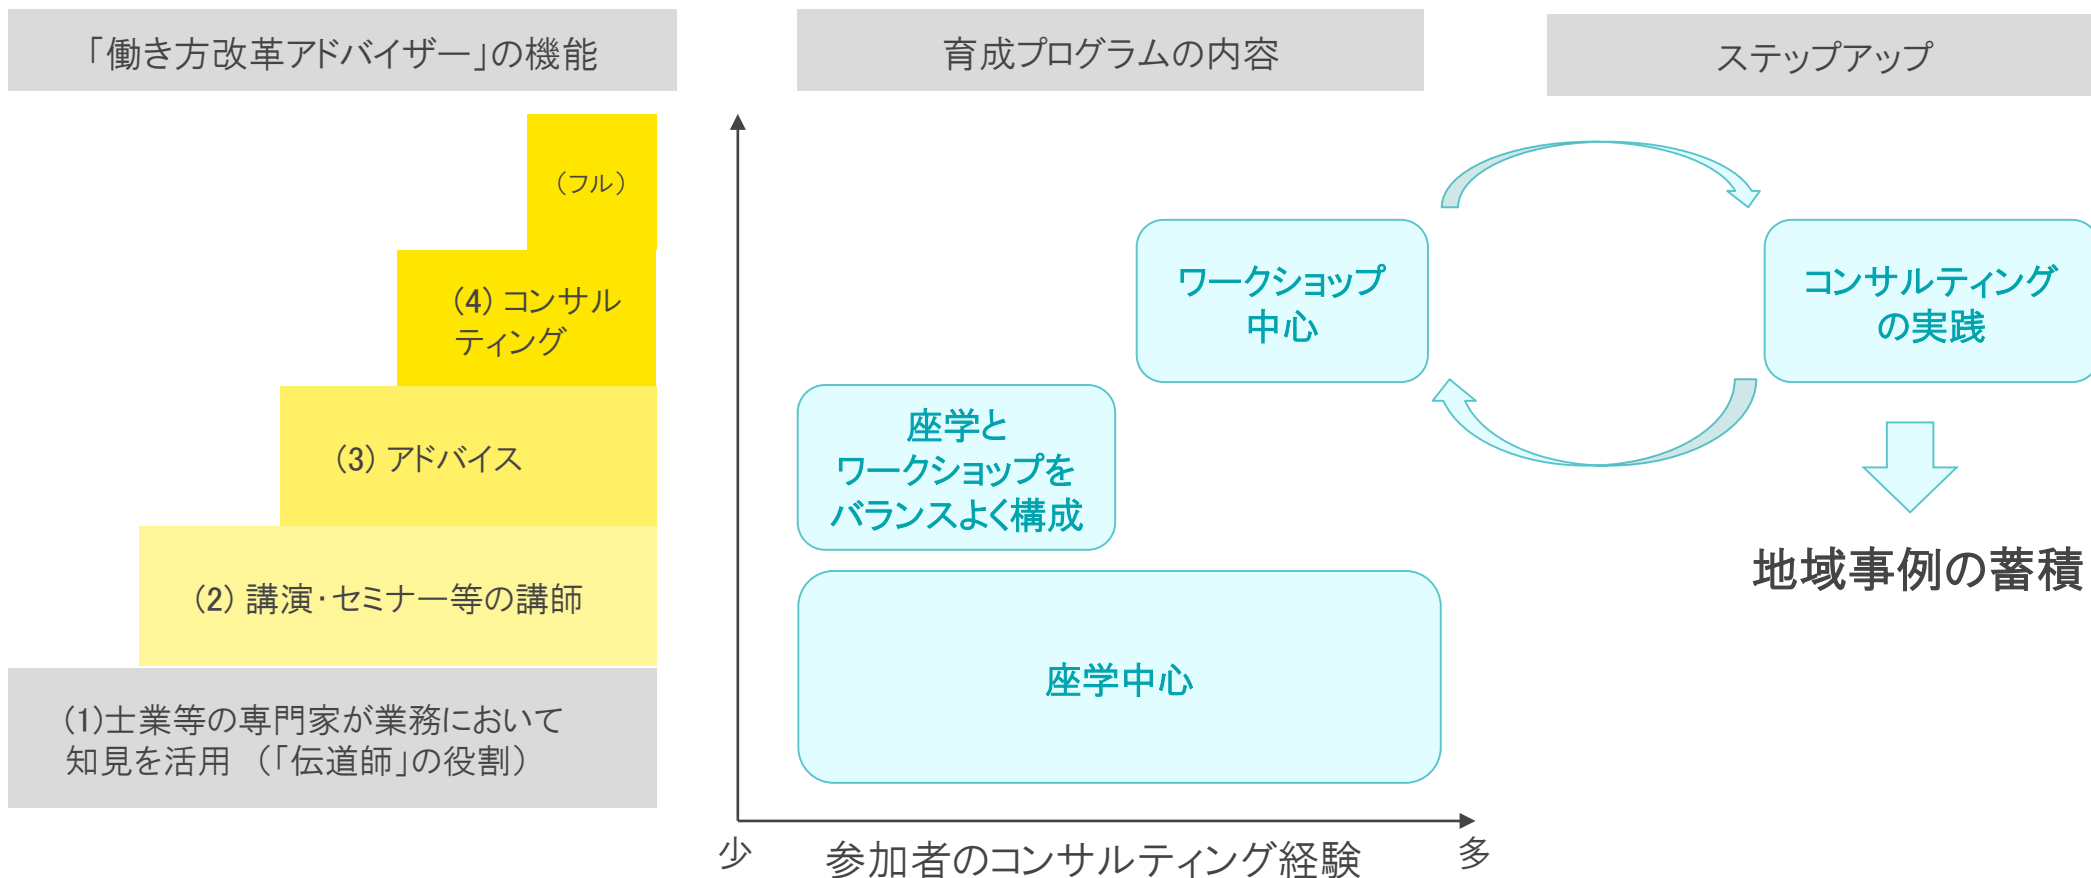 「働き方改革アドバイザー」の機能
育成プログラムの内容
ステップアップ
（フル）
(4) コンサル
ティング
(3) アドバイス
(2) 講演・セミナー等の講師
(1)士業等の専門家が業務において
知見を活用　（「伝道師」の役割）
ワークショップ
中心
座学と
ワークショップを
バランスよく構成
座学中心
少
参加者のコンサルティング経験
多
コンサルティング
の実践
地域事例の蓄積